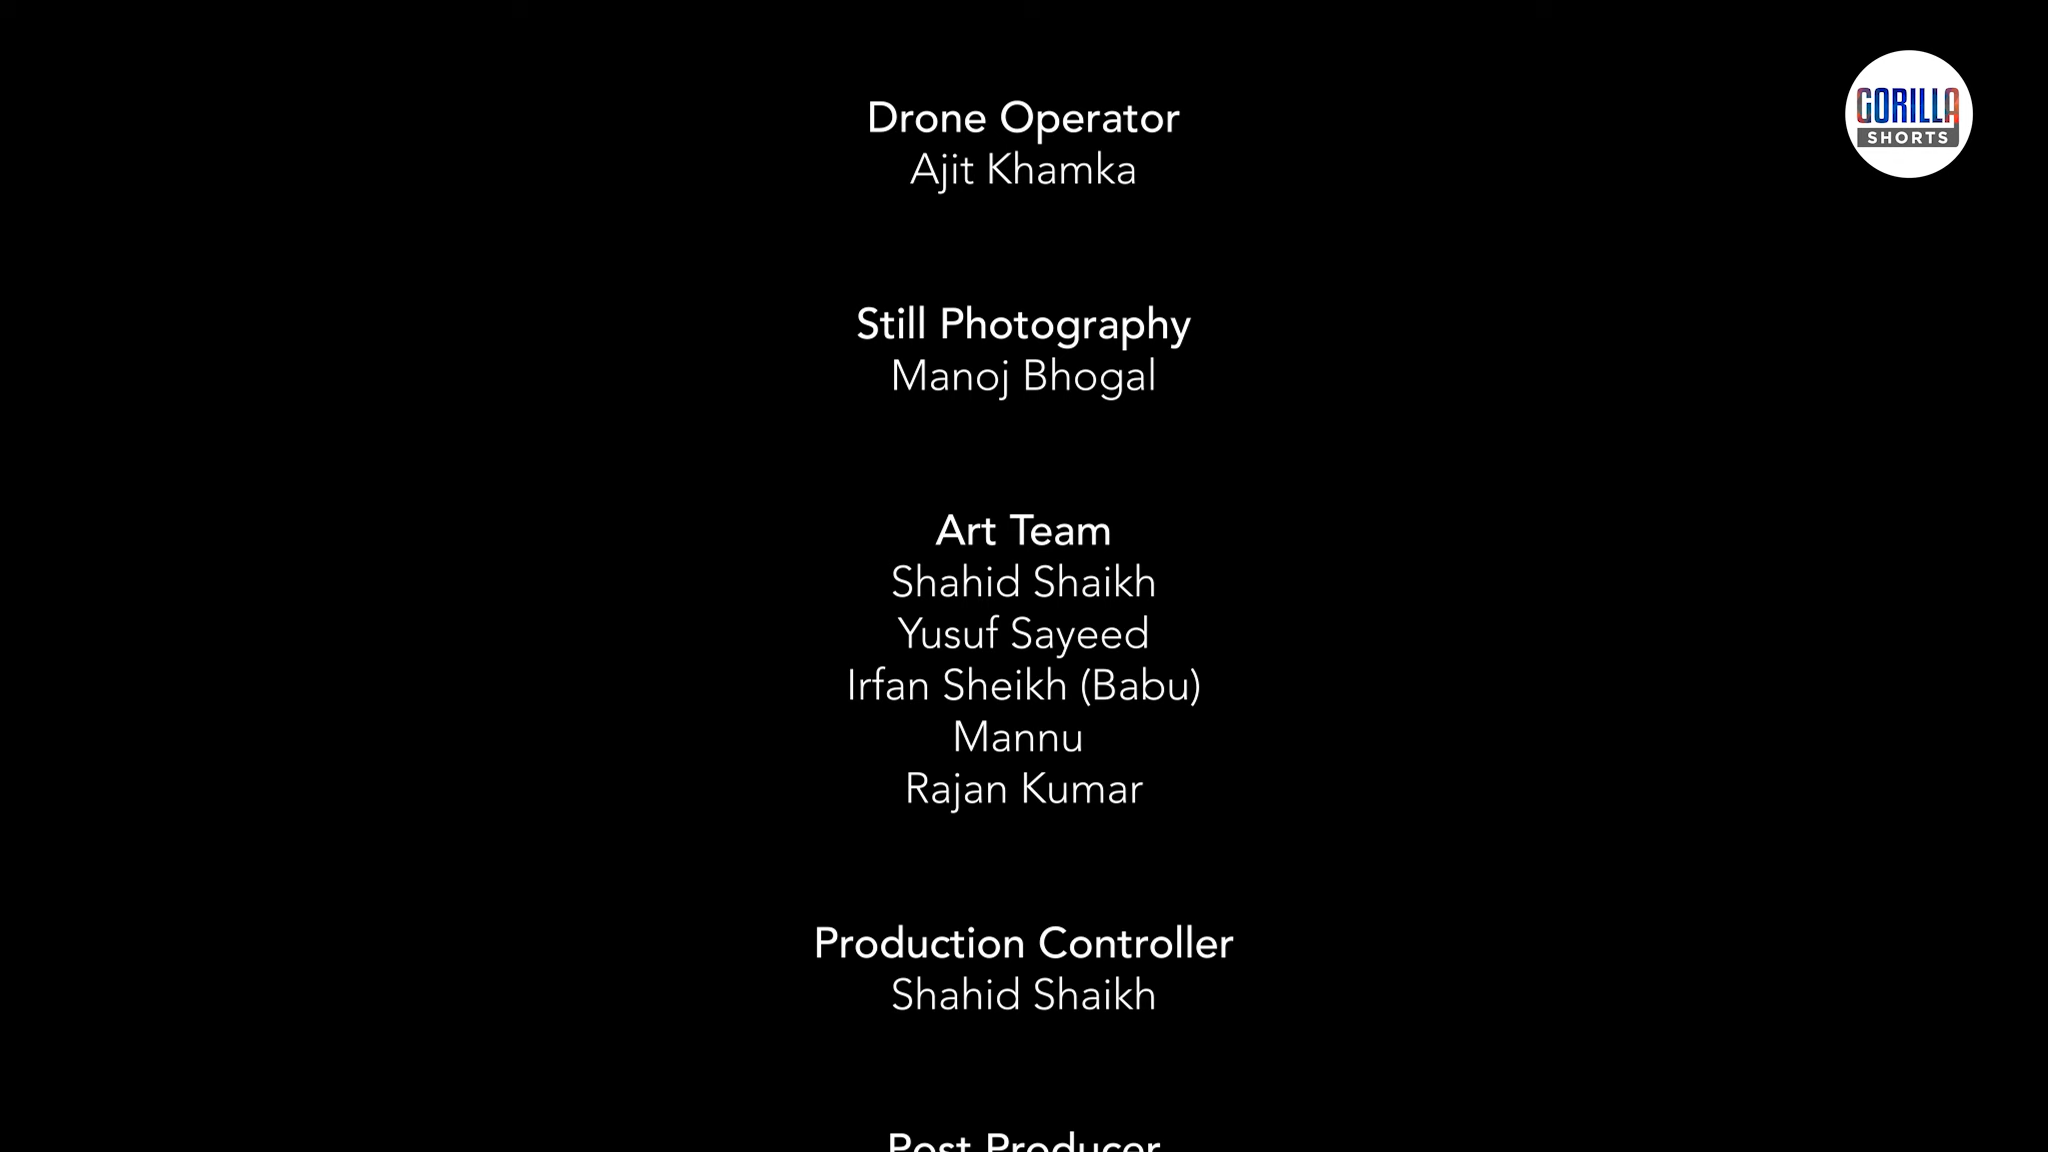 GORILLA
SHORTS
Drone Operator
Ajit Khamka
Still Photography
Manoj Bhogal
Art Team
Shahid Shaikh
Yusuf Sayeed
Irfan Sheikh (Babu)
Mannu
Rajan Kumar
Production Controller
Shahid Shaikh
Post Producer